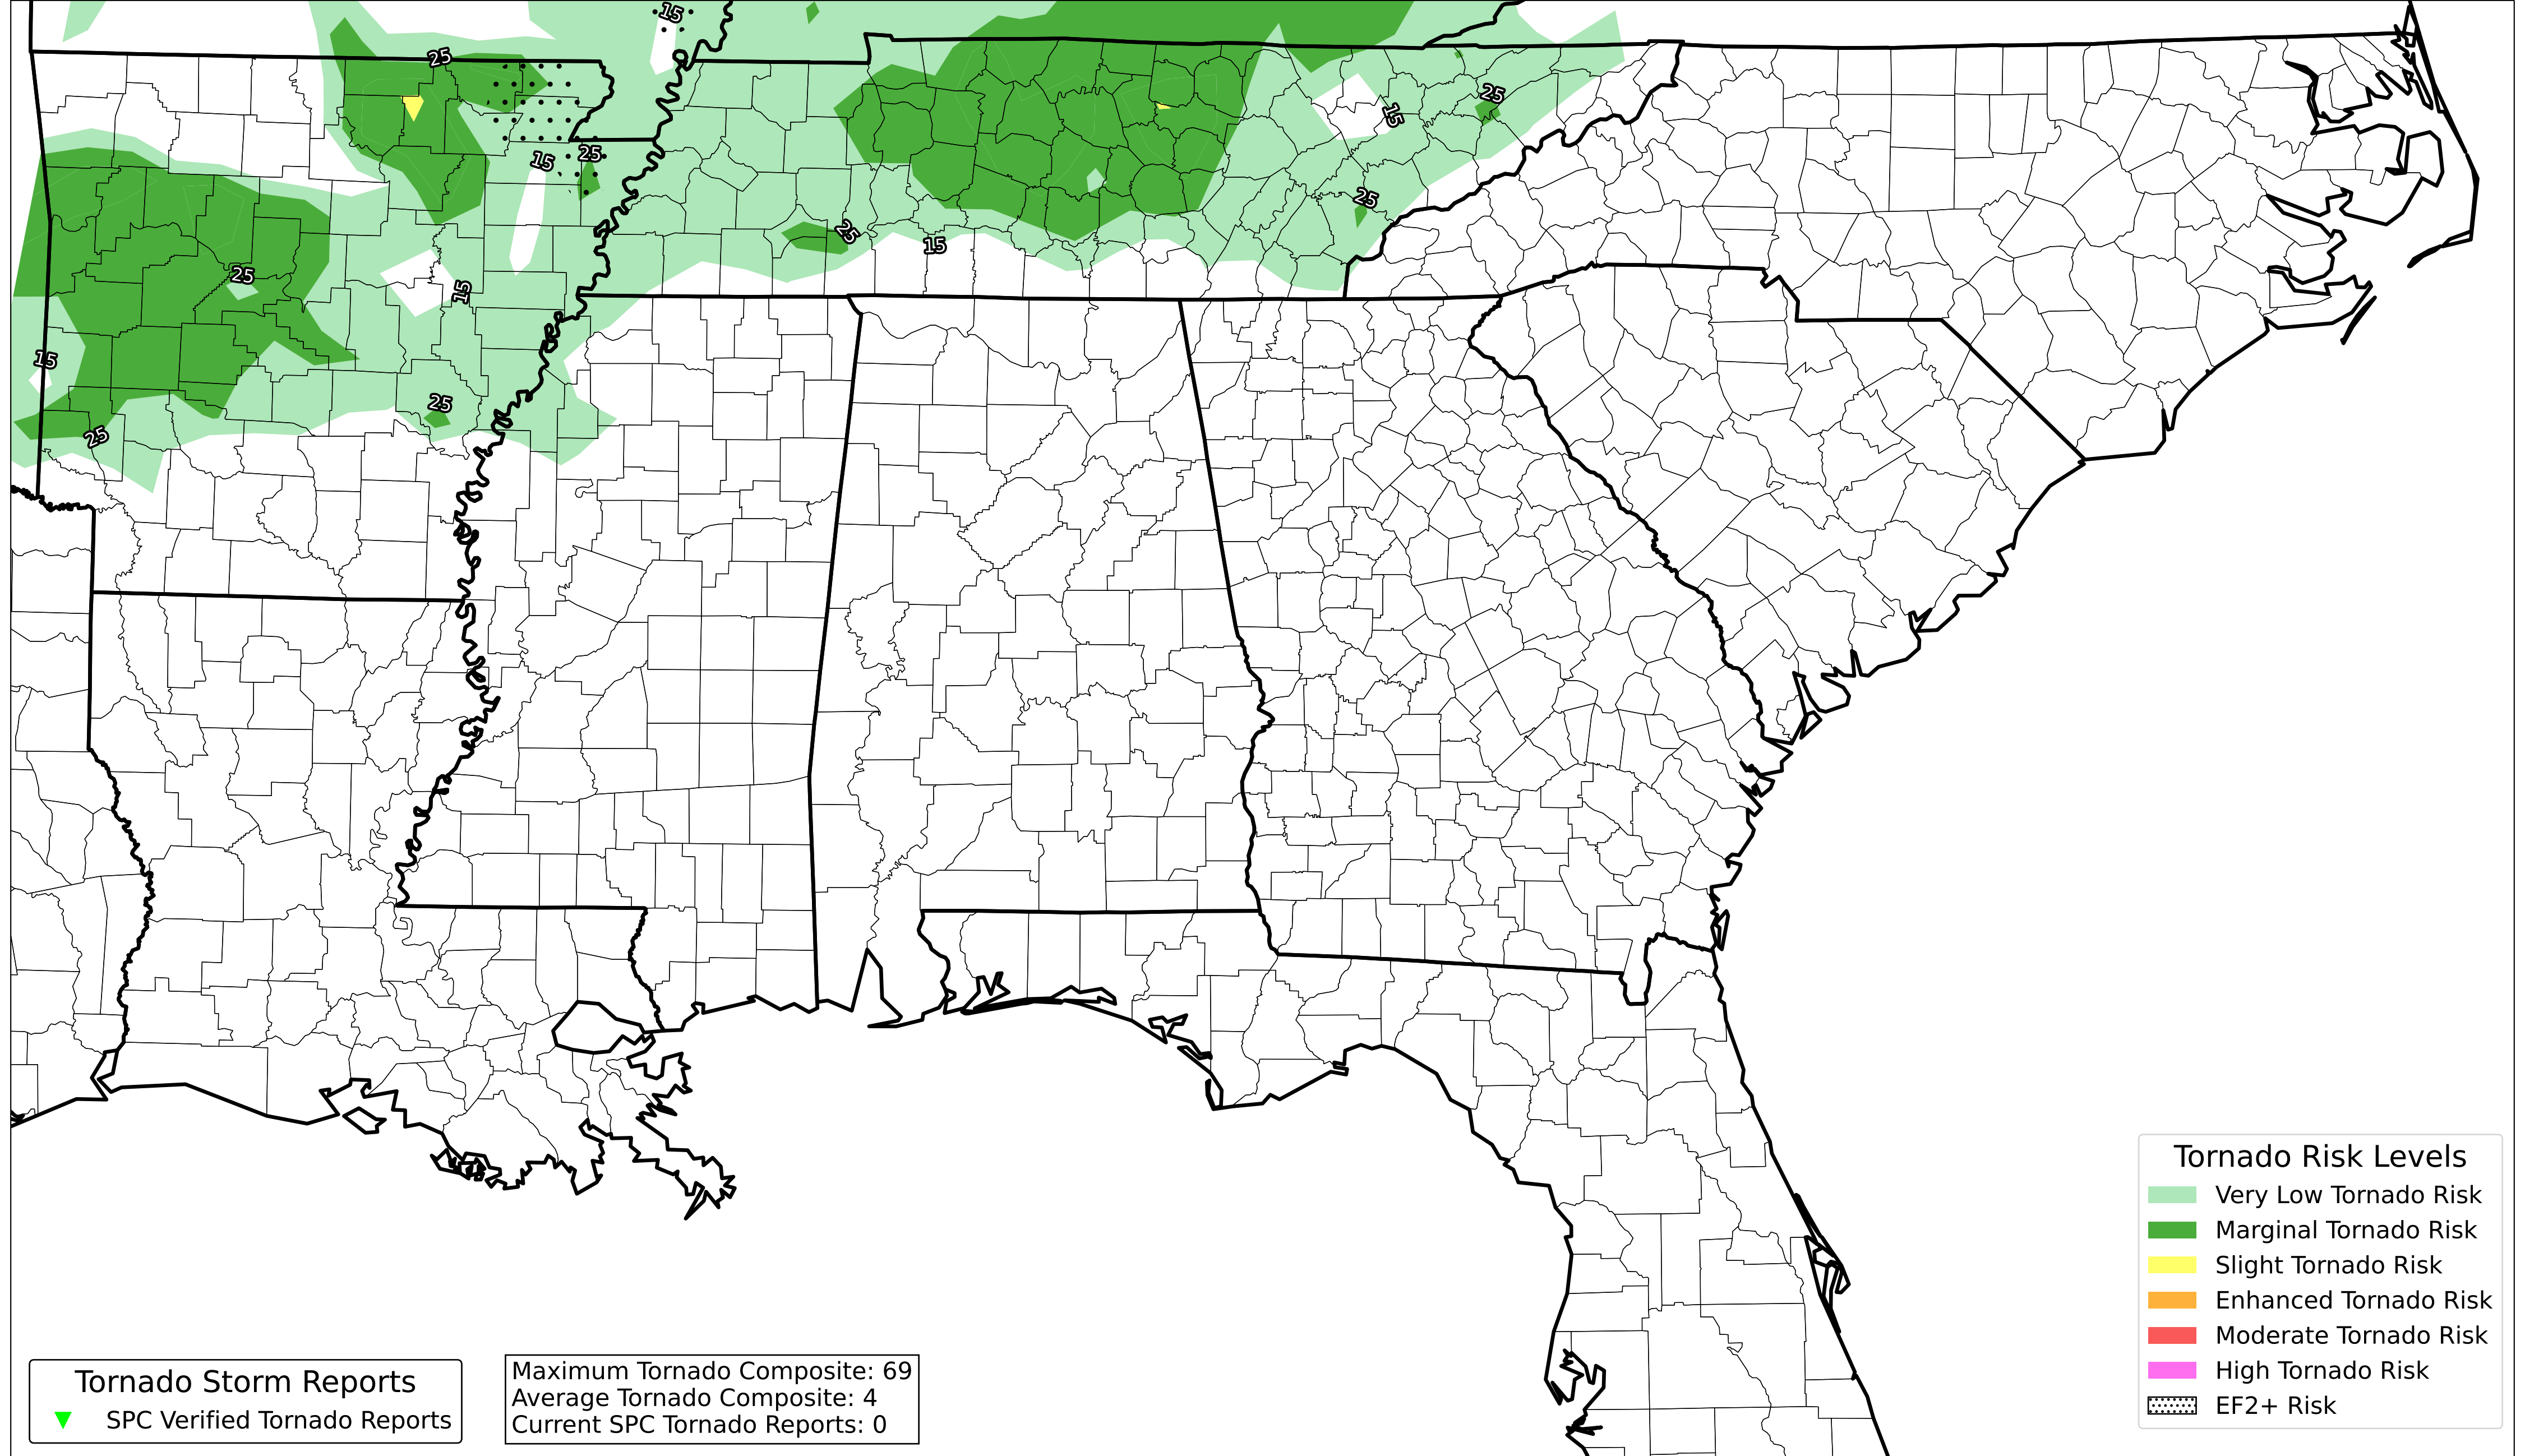 15
25
25
15
25
15
25
25
25
15
25
15
15
25
25
Tornado Risk Levels
Very Low Tornado Risk
Marginal Tornado Risk
Slight Tornado Risk
Enhanced Tornado Risk
Moderate Tornado Risk
High Tornado Risk
EF2+ Risk
Tornado Storm Reports
SPC Verified Tornado Reports
Maximum Tornado Composite: 69
Average Tornado Composite: 4
Current SPC Tornado Reports: 0